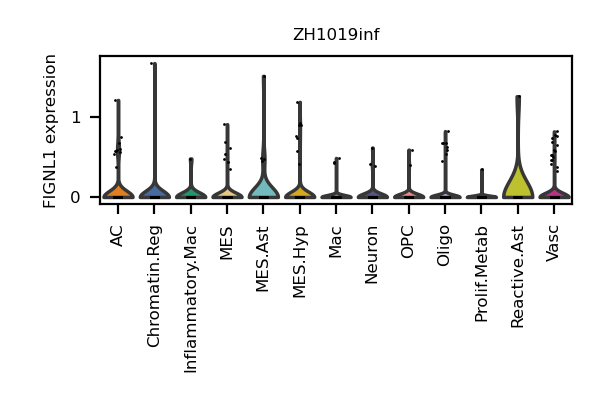 ZH1019inf
FIGNL1 expression
1
0
AC
Chromatin.Reg
Inflammatory.Mac
MES
MES.Ast
MES.Hyp
Mac
Neuron
OPC
Oligo
Prolif.Metab
Reactive.Ast
Vasc